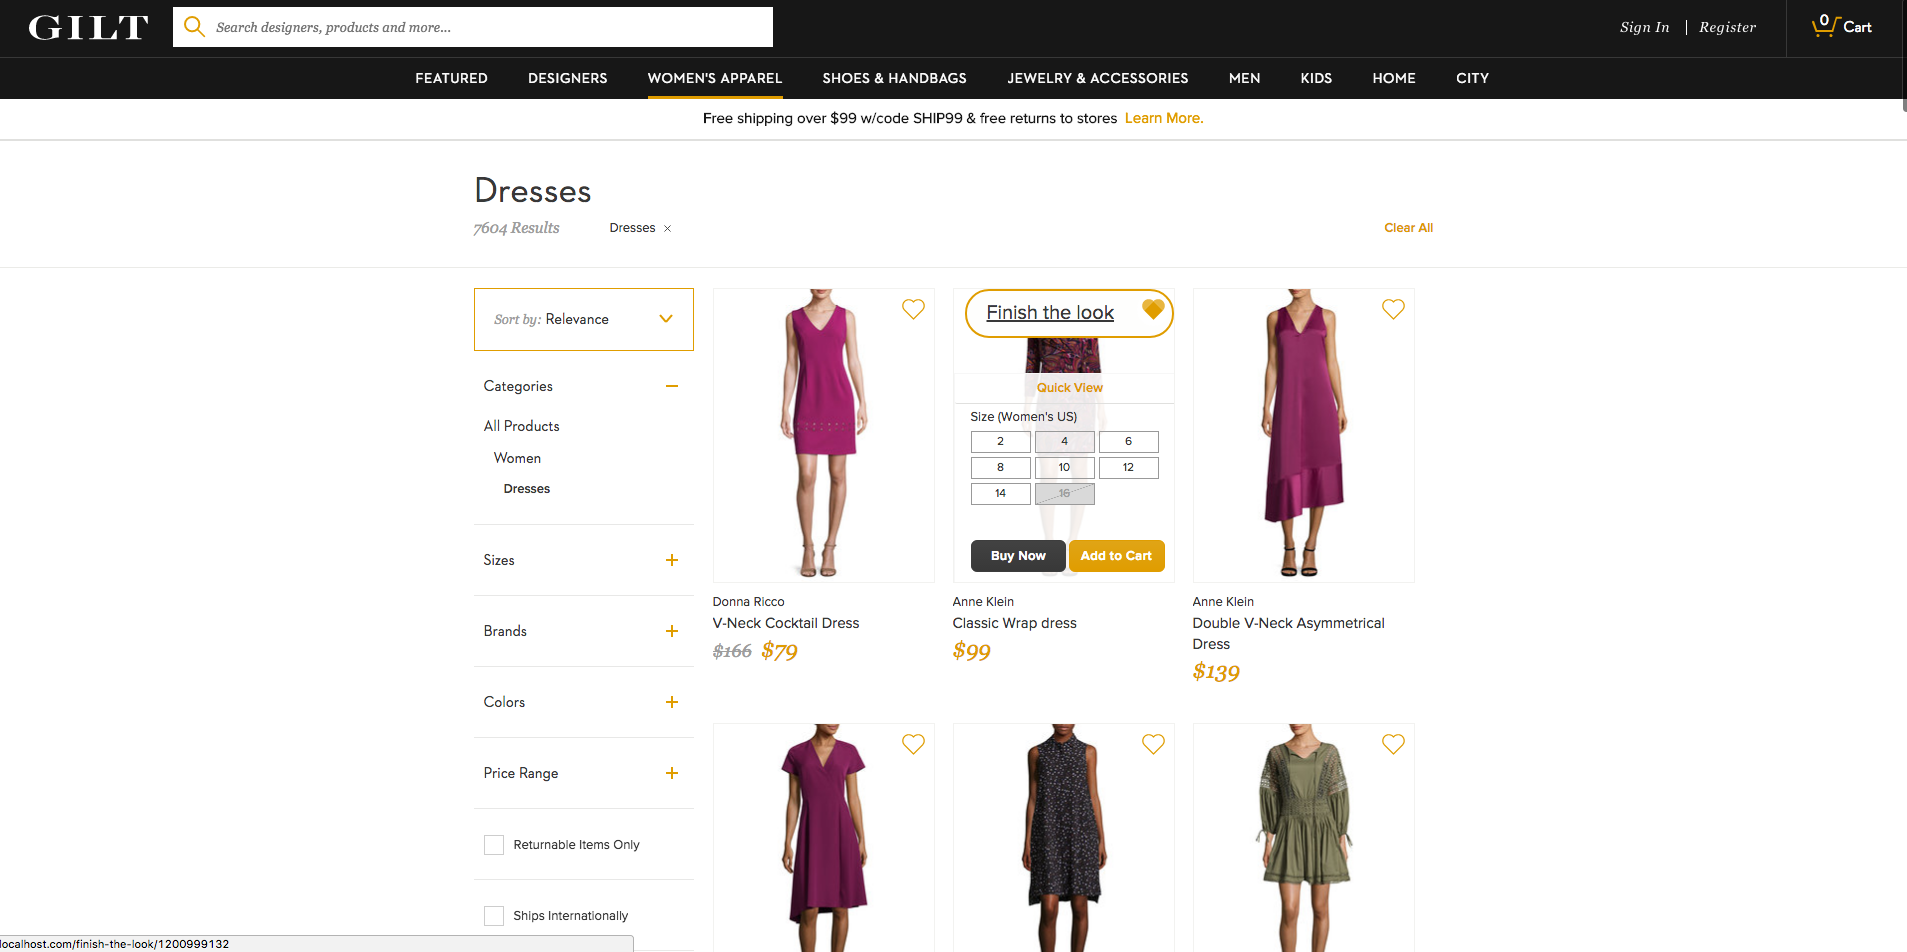 GILT
Search designers, products and more...
Sign In | Register
0 Cart
FEATURED DESIGNERS WOMEN'S APPAREL SHOES & HANDBAGS JEWELRY & ACCESSORIES MEN KIDS HOME CITY
Free shipping over $99 w/code SHIP99 & free returns to stores Learn More.
Dresses
7604 Results Dresses × Clear All
Sort by: Relevance
Categories
All Products
Women
Dresses
Sizes
Brands
Colors
Price Range
Returnable Items Only
Ships Internationally
Finish the look
Quick View
Size (Women's US)
2 4 6
8 10 12
14 16
Buy Now Add to Cart
Donna Ricco
V-Neck Cocktail Dress
$166 $79
Anne Klein
Classic Wrap dress
$99
Anne Klein
Double V-Neck Asymmetrical
Dress
$139
localhost.com/finish-the-look/1200999132